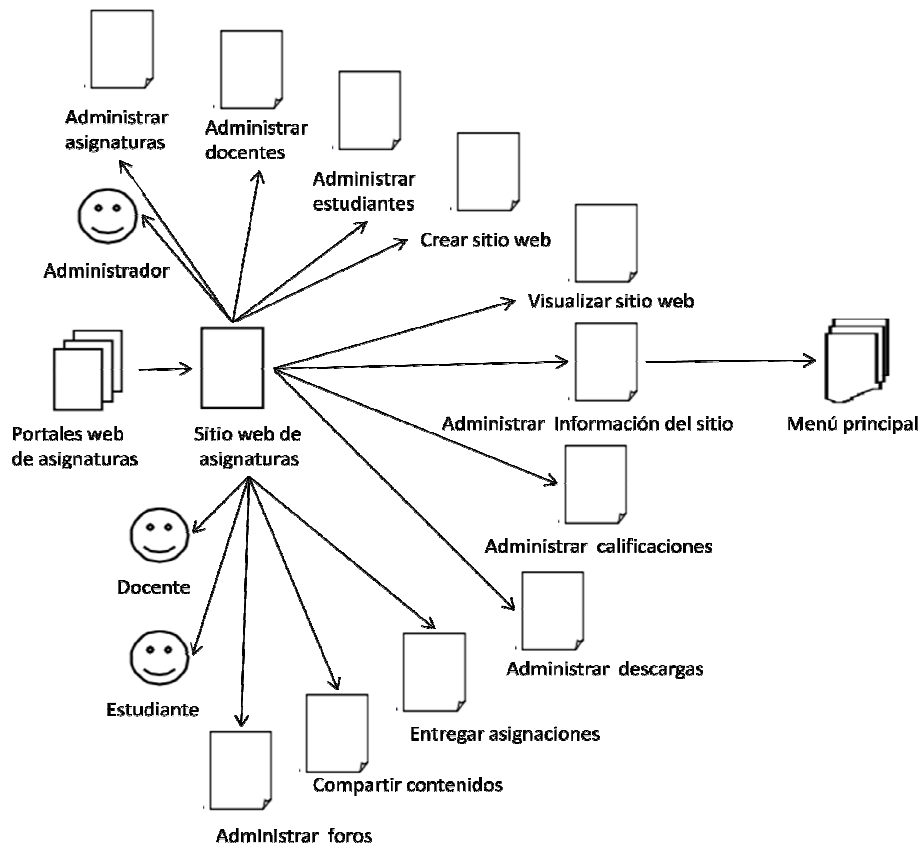 Administrar
asignaturas
Administrar
docentes
Administrar
estudiantes
Crear sitio web
Administrador
Visualizar sitio web
Portales web
de asignaturas
Sitio web de
asignaturas
Administrar Información del sitio
Menú principal
Administrar calificaciones
Docente
Administrar descargas
Estudiante
Entregar asignaciones
Compartir contenidos
Administrar foros